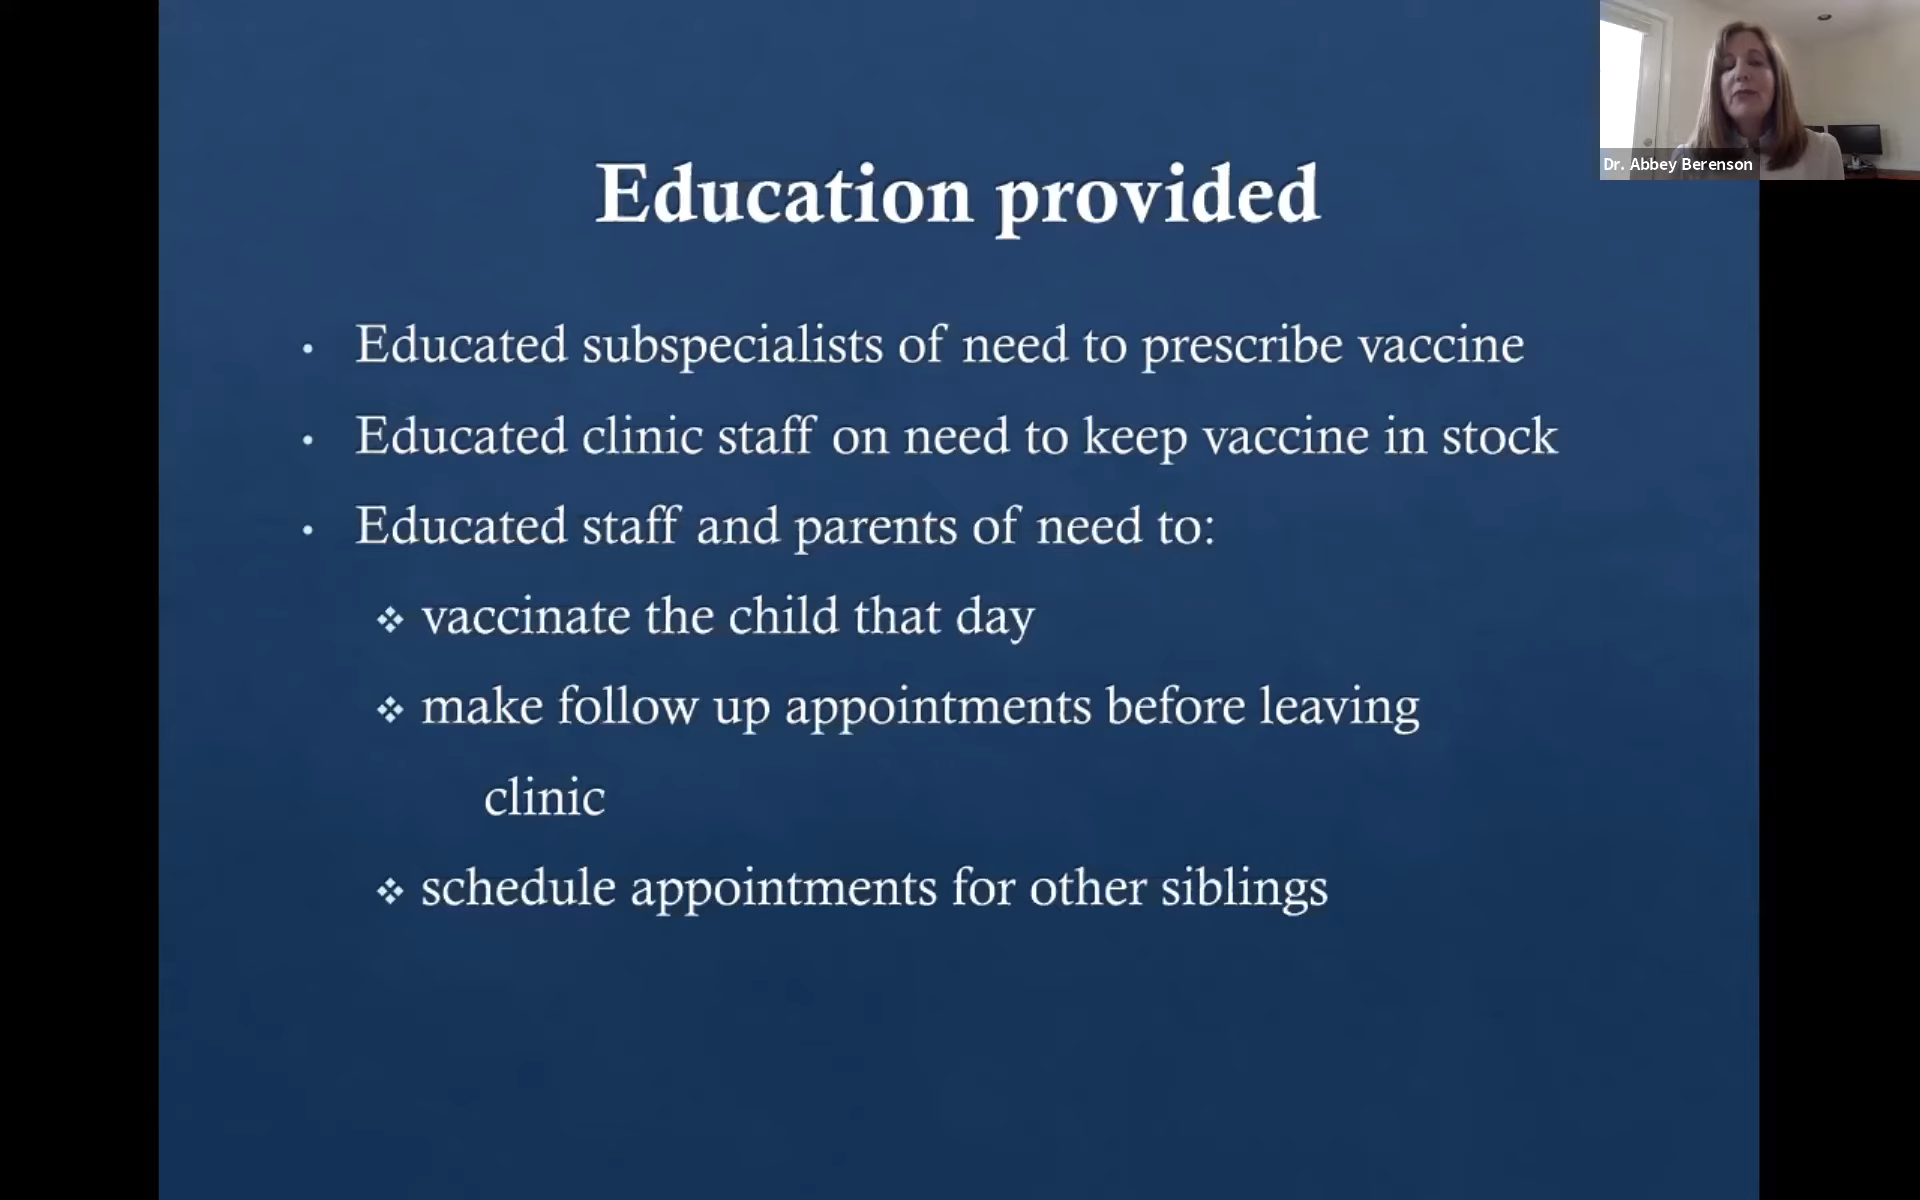 Dr. Abbey Berenson
Education provided
• Educated subspecialists of need to prescribe vaccine
• Educated clinic staff on need to keep vaccine in stock
• Educated staff and parents of need to:
❖ vaccinate the child that day
❖ make follow up appointments before leaving
clinic
❖ schedule appointments for other siblings